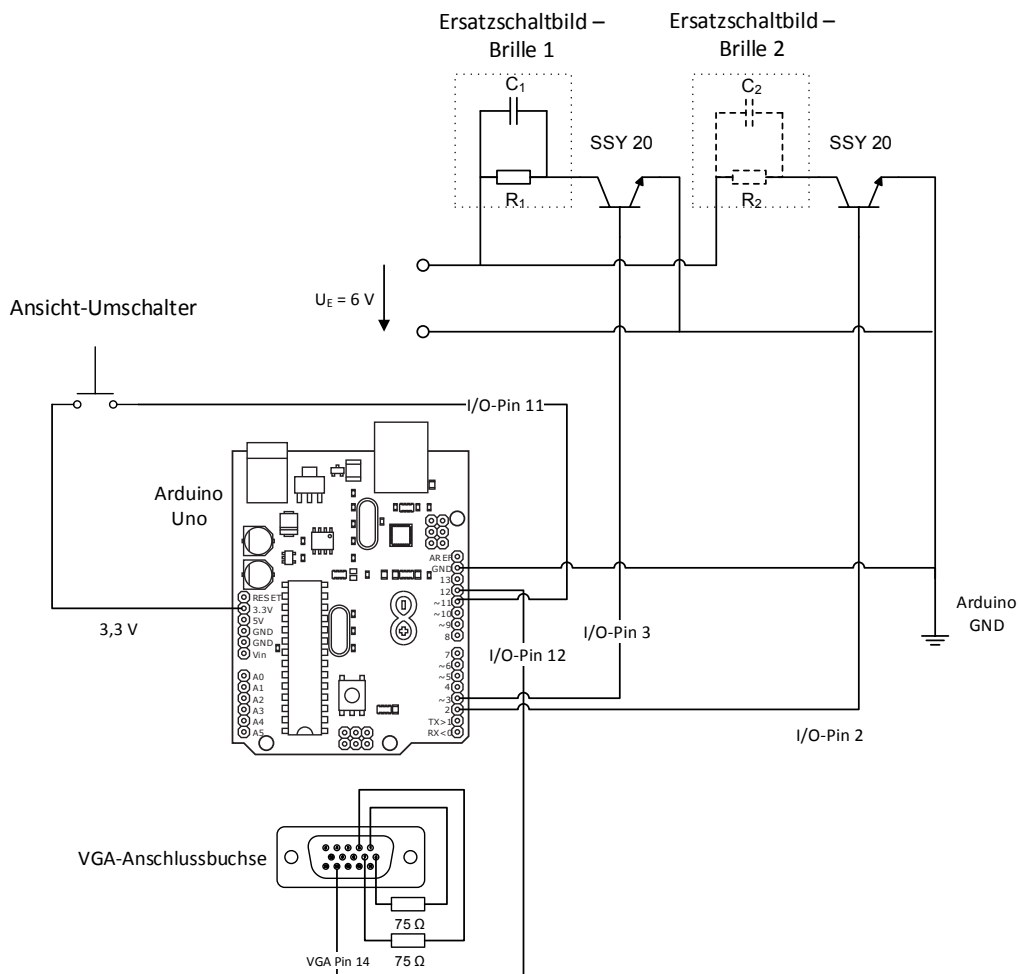 Ersatzschaltbild –
Brille 1
Ersatzschaltbild –
Brille 2
C1
C2
SSY 20
SSY 20
R1
R2
UE = 6 V
Ansicht-Umschalter
I/O-Pin 11
Arduino
Uno
AREF
GND
13
12
~11
~10
~9
8
7
~6
~5
4
~3
2
TX>1
RX<0
RESET
3.3V
5V
GND
GND
Vin
A0
A1
A2
A3
A4
A5
3,3 V
I/O-Pin 3
I/O-Pin 12
Arduino
GND
I/O-Pin 2
VGA-Anschlussbuchse
75 Ω
VGA Pin 14
75 Ω